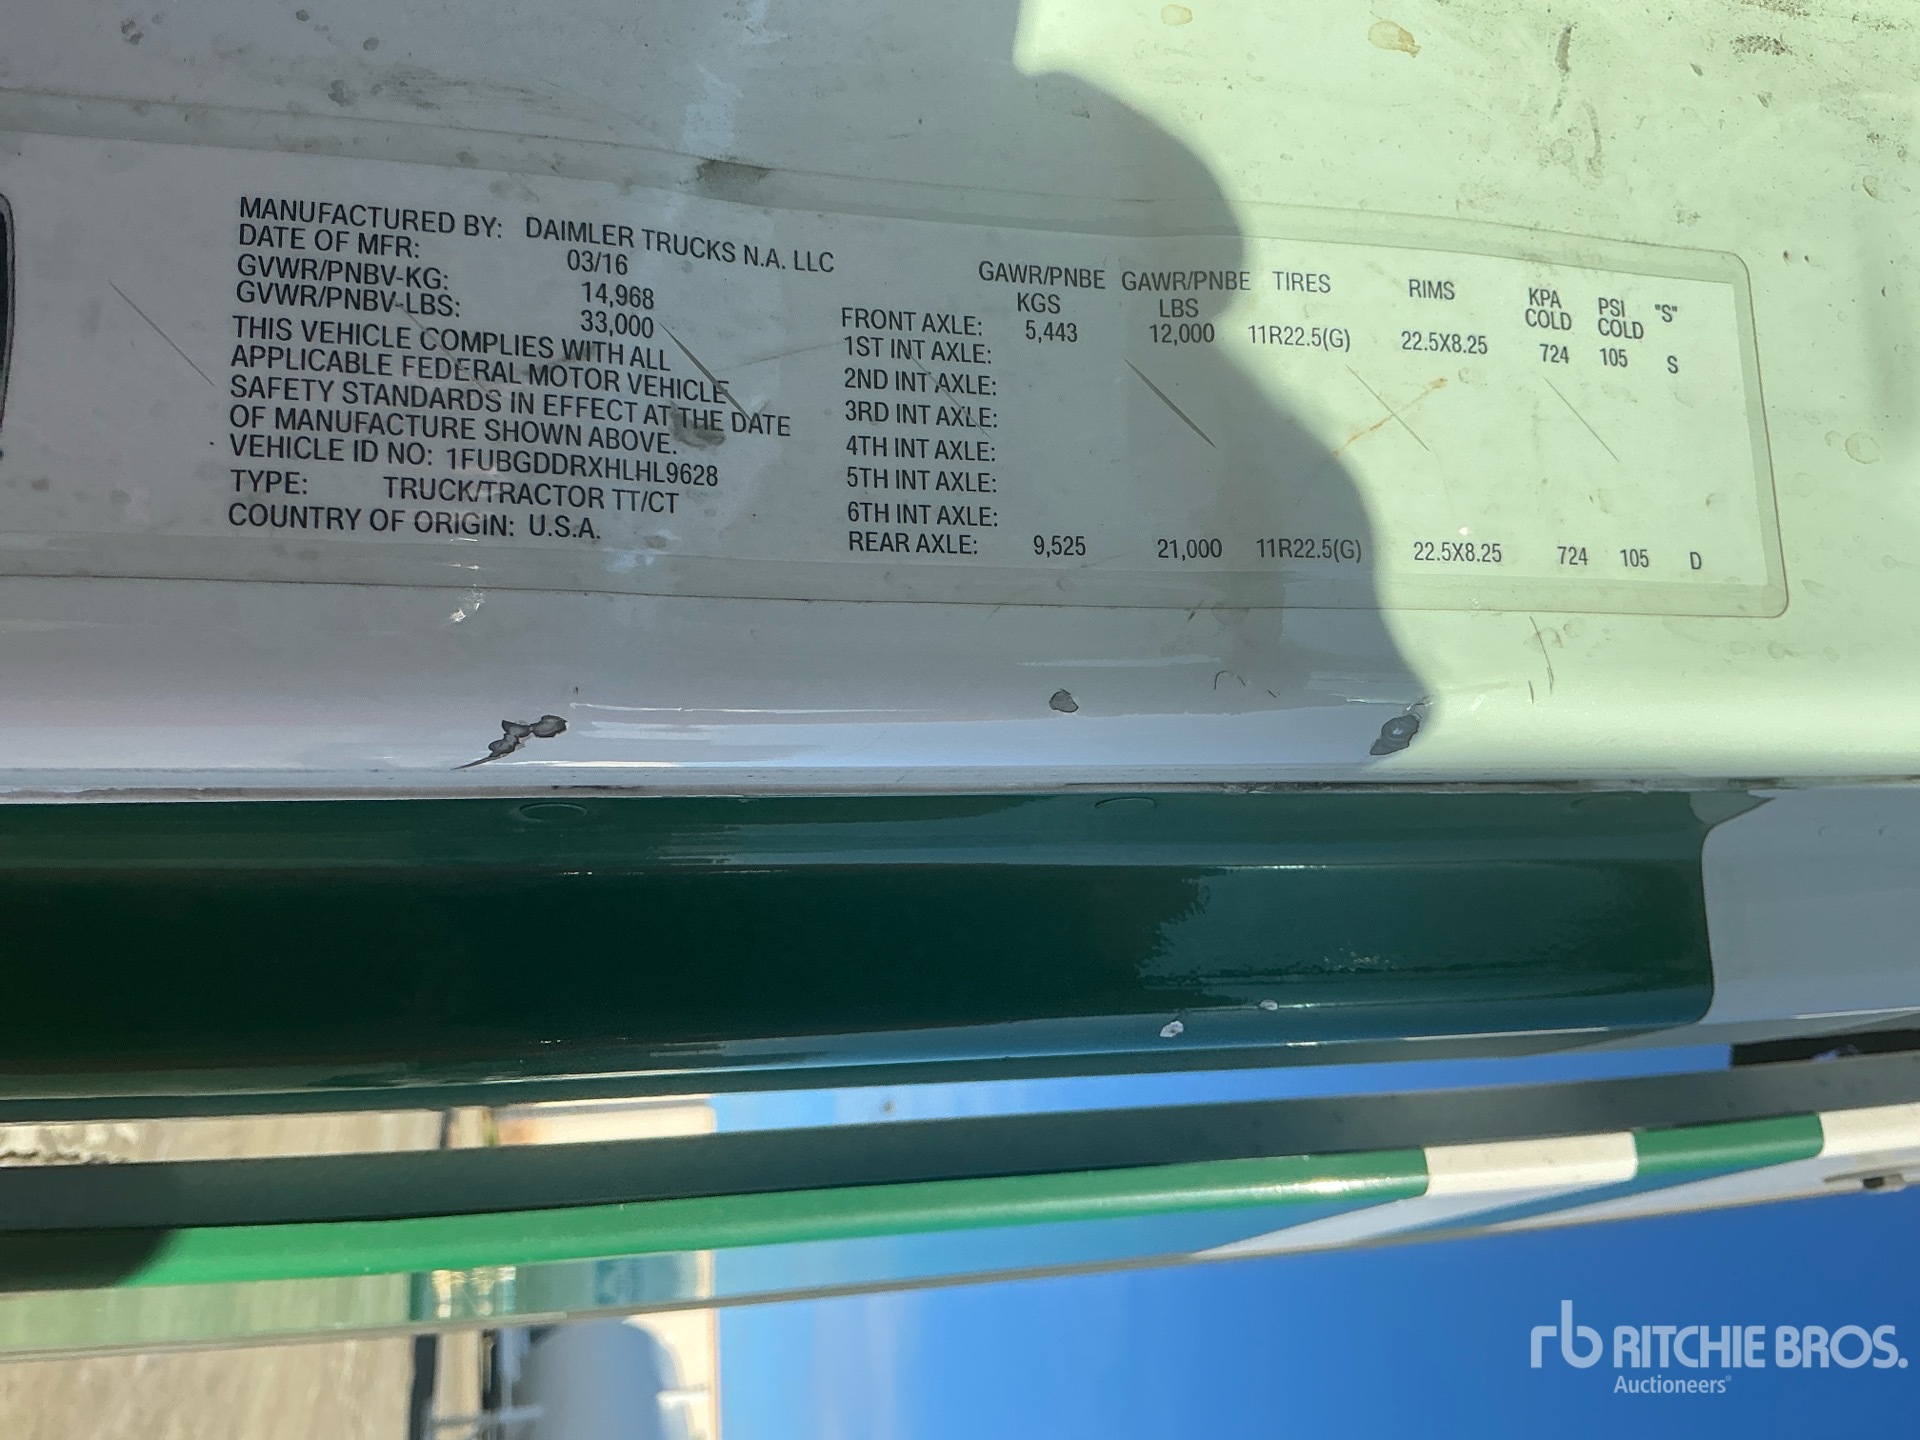 MANUFACTURED BY: DAIMLER TRUCKS N.A. LLC
DATE OF MFR: 03/16
GVWR/PNBV-KG: 14,968
GVWR/PNBV-LBS: 33,000
THIS VEHICLE COMPLIES WITH ALL
APPLICABLE FEDERAL MOTOR VEHICLE
SAFETY STANDARDS IN EFFECT AT THE DATE
OF MANUFACTURE SHOWN ABOVE.
VEHICLE ID NO: 1FUBGDDRXHLHL9628
TYPE: TRUCK/TRACTOR TT/CT
COUNTRY OF ORIGIN: U.S.A.
GAWR/PNBE GAWR/PNBE TIRES RIMS KPA PSI "S"
KGS LBS COLD COLD
FRONT AXLE: 5,443 12,000 11R22.5(G) 22.5X8.25 724 105 S
1ST INT AXLE:
2ND INT AXLE:
3RD INT AXLE:
4TH INT AXLE:
5TH INT AXLE:
6TH INT AXLE:
REAR AXLE: 9,525 21,000 11R22.5(G) 22.5X8.25 724 105 D
rb RITCHIE BROS.
Auctioneers